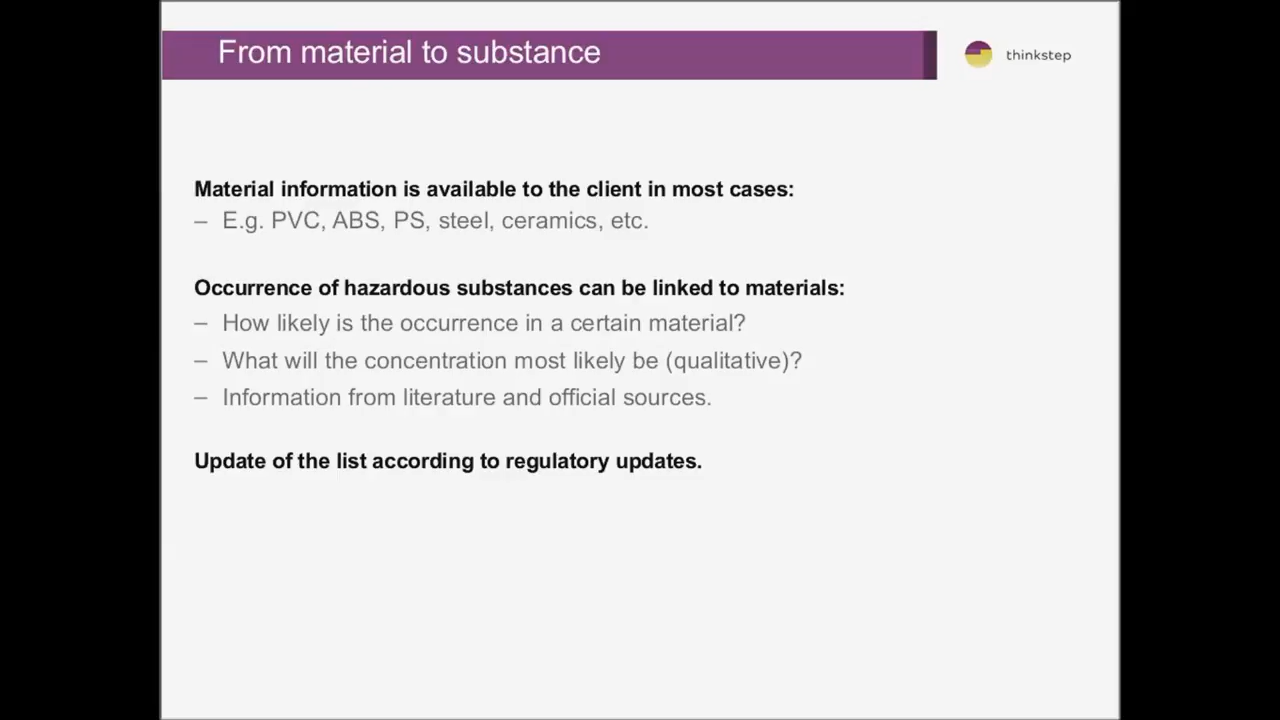 From material to substance
thinkstep
Material information is available to the client in most cases:
– E.g. PVC, ABS, PS, steel, ceramics, etc.
Occurrence of hazardous substances can be linked to materials:
– How likely is the occurrence in a certain material?
– What will the concentration most likely be (qualitative)?
– Information from literature and official sources.
Update of the list according to regulatory updates.